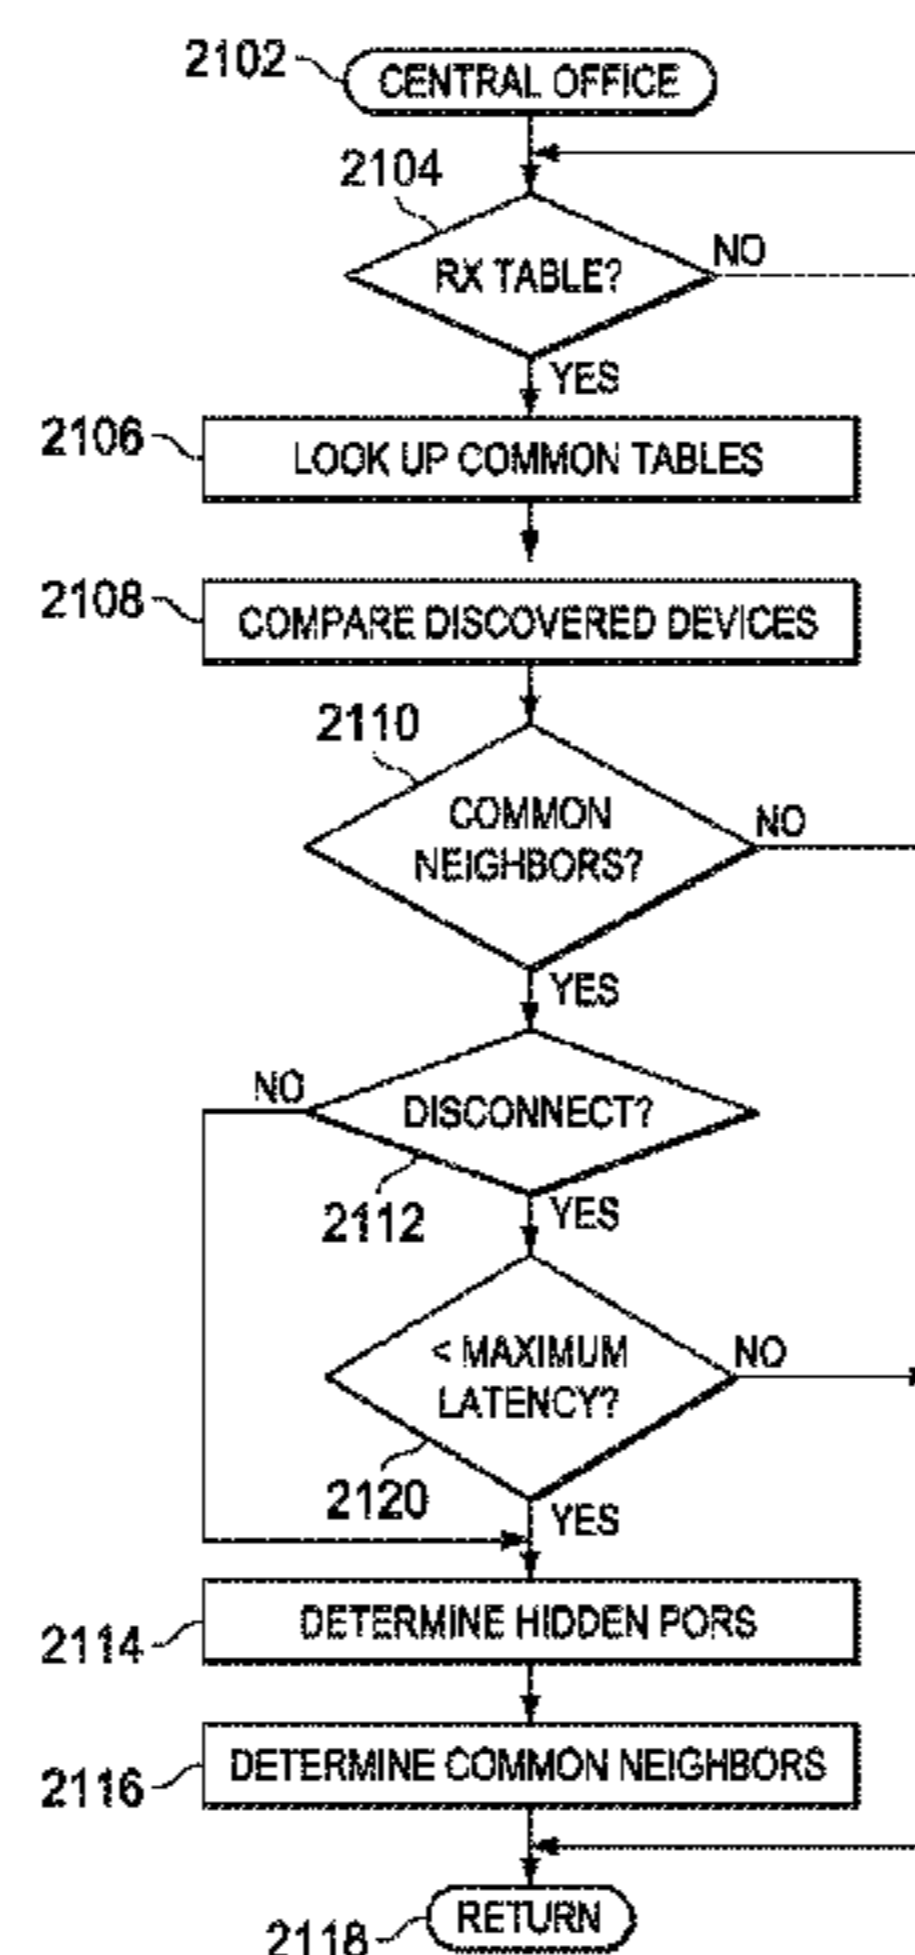 2102
CENTRAL OFFICE
2104
RX TABLE?
NO
YES
2106
LOOK UP COMMON TABLES
2108
COMPARE DISCOVERED DEVICES
2110
COMMON
NEIGHBORS?
NO
YES
NO
DISCONNECT?
2112
YES
< MAXIMUM
LATENCY?
NO
2120
YES
DETERMINE HIDDEN PORS
2114
DETERMINE COMMON NEIGHBORS
2116
RETURN
2118